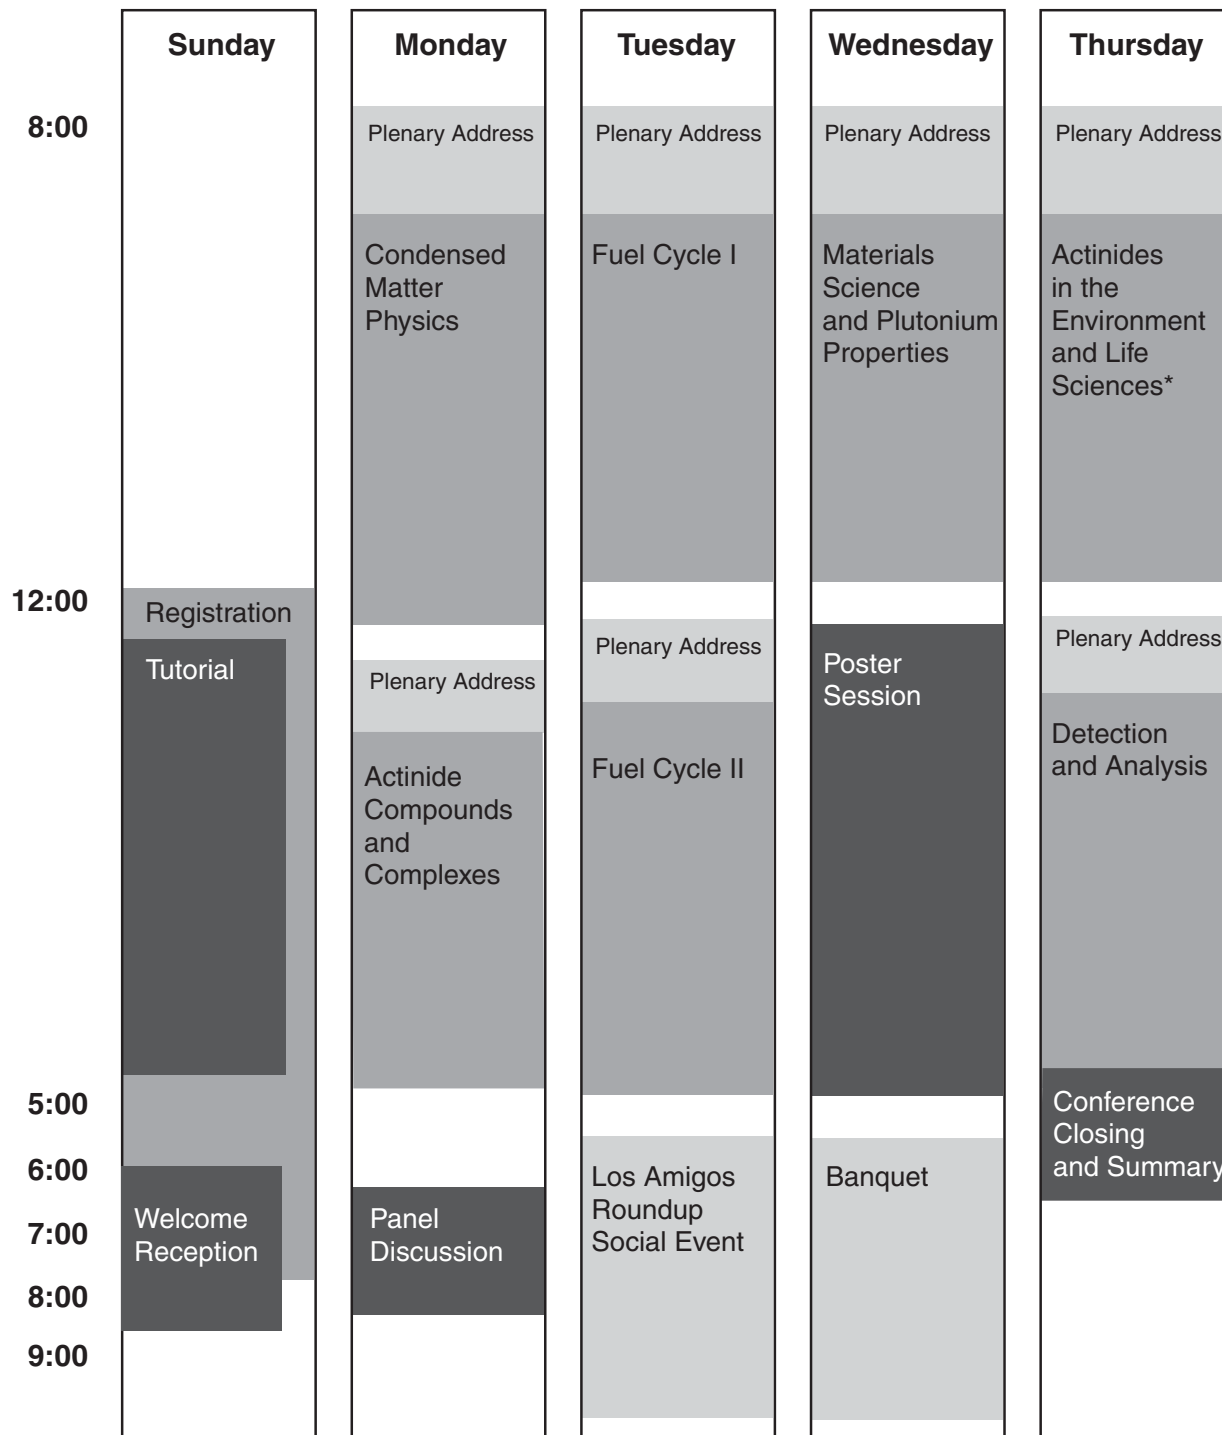 Sunday
Monday
Tuesday
Wednesday
Thursday
8:00
12:00
5:00
6:00
7:00
8:00
9:00
Registration
Tutorial
Welcome
Reception
Plenary Address
Condensed
Matter
Physics
Plenary Address
Actinide
Compounds
and
Complexes
Panel
Discussion
Plenary Address
Fuel Cycle I
Plenary Address
Fuel Cycle II
Los Amigos
Roundup
Social Event
Plenary Address
Materials
Science
and Plutonium
Properties
Poster
Session
Banquet
Plenary Address
Actinides
in the
Environment
and Life
Sciences*
Plenary Address
Detection
and Analysis
Conference
Closing
and Summary